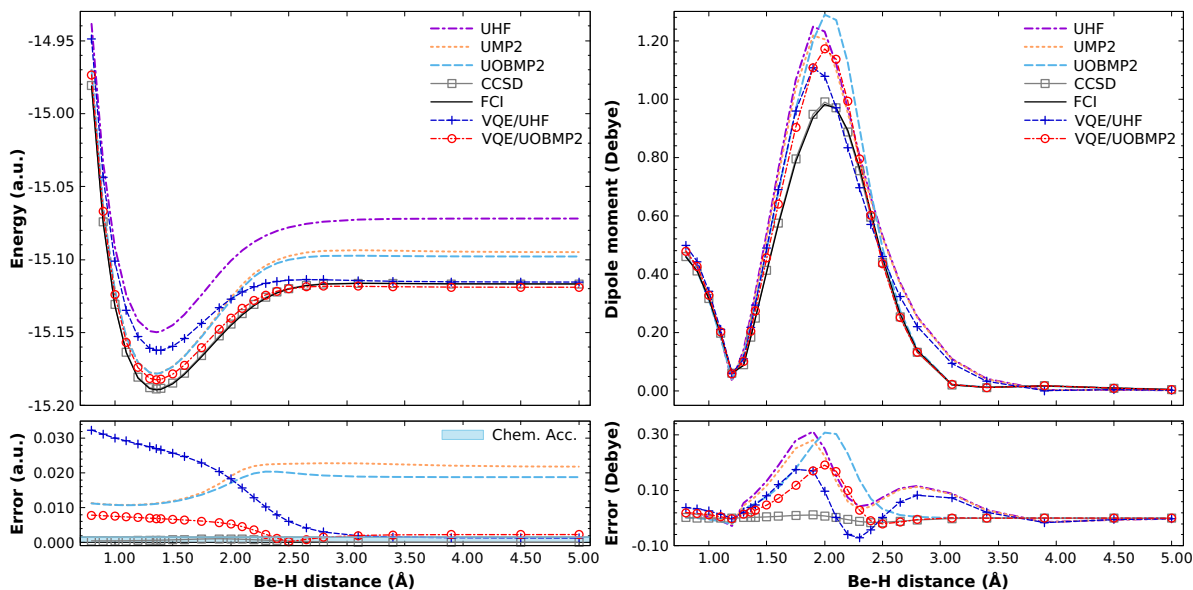 -14.95
-15.00
-15.05
-15.10
-15.15
-15.20
Energy (a.u.)
UHF
UMP2
UOBMP2
CCSD
FCI
VQE/UHF
VQE/UOBMP2
0.030
0.020
0.010
0.000
Error (a.u.)
Chem. Acc.
1.00 1.50 2.00 2.50 3.00 3.50 4.00 4.50 5.00
Be-H distance (Å)
1.20
1.00
0.80
0.60
0.40
0.20
0.00
Dipole moment (Debye)
UHF
UMP2
UOBMP2
CCSD
FCI
VQE/UHF
VQE/UOBMP2
0.30
0.10
-0.10
Error (Debye)
1.00 1.50 2.00 2.50 3.00 3.50 4.00 4.50 5.00
Be-H distance (Å)